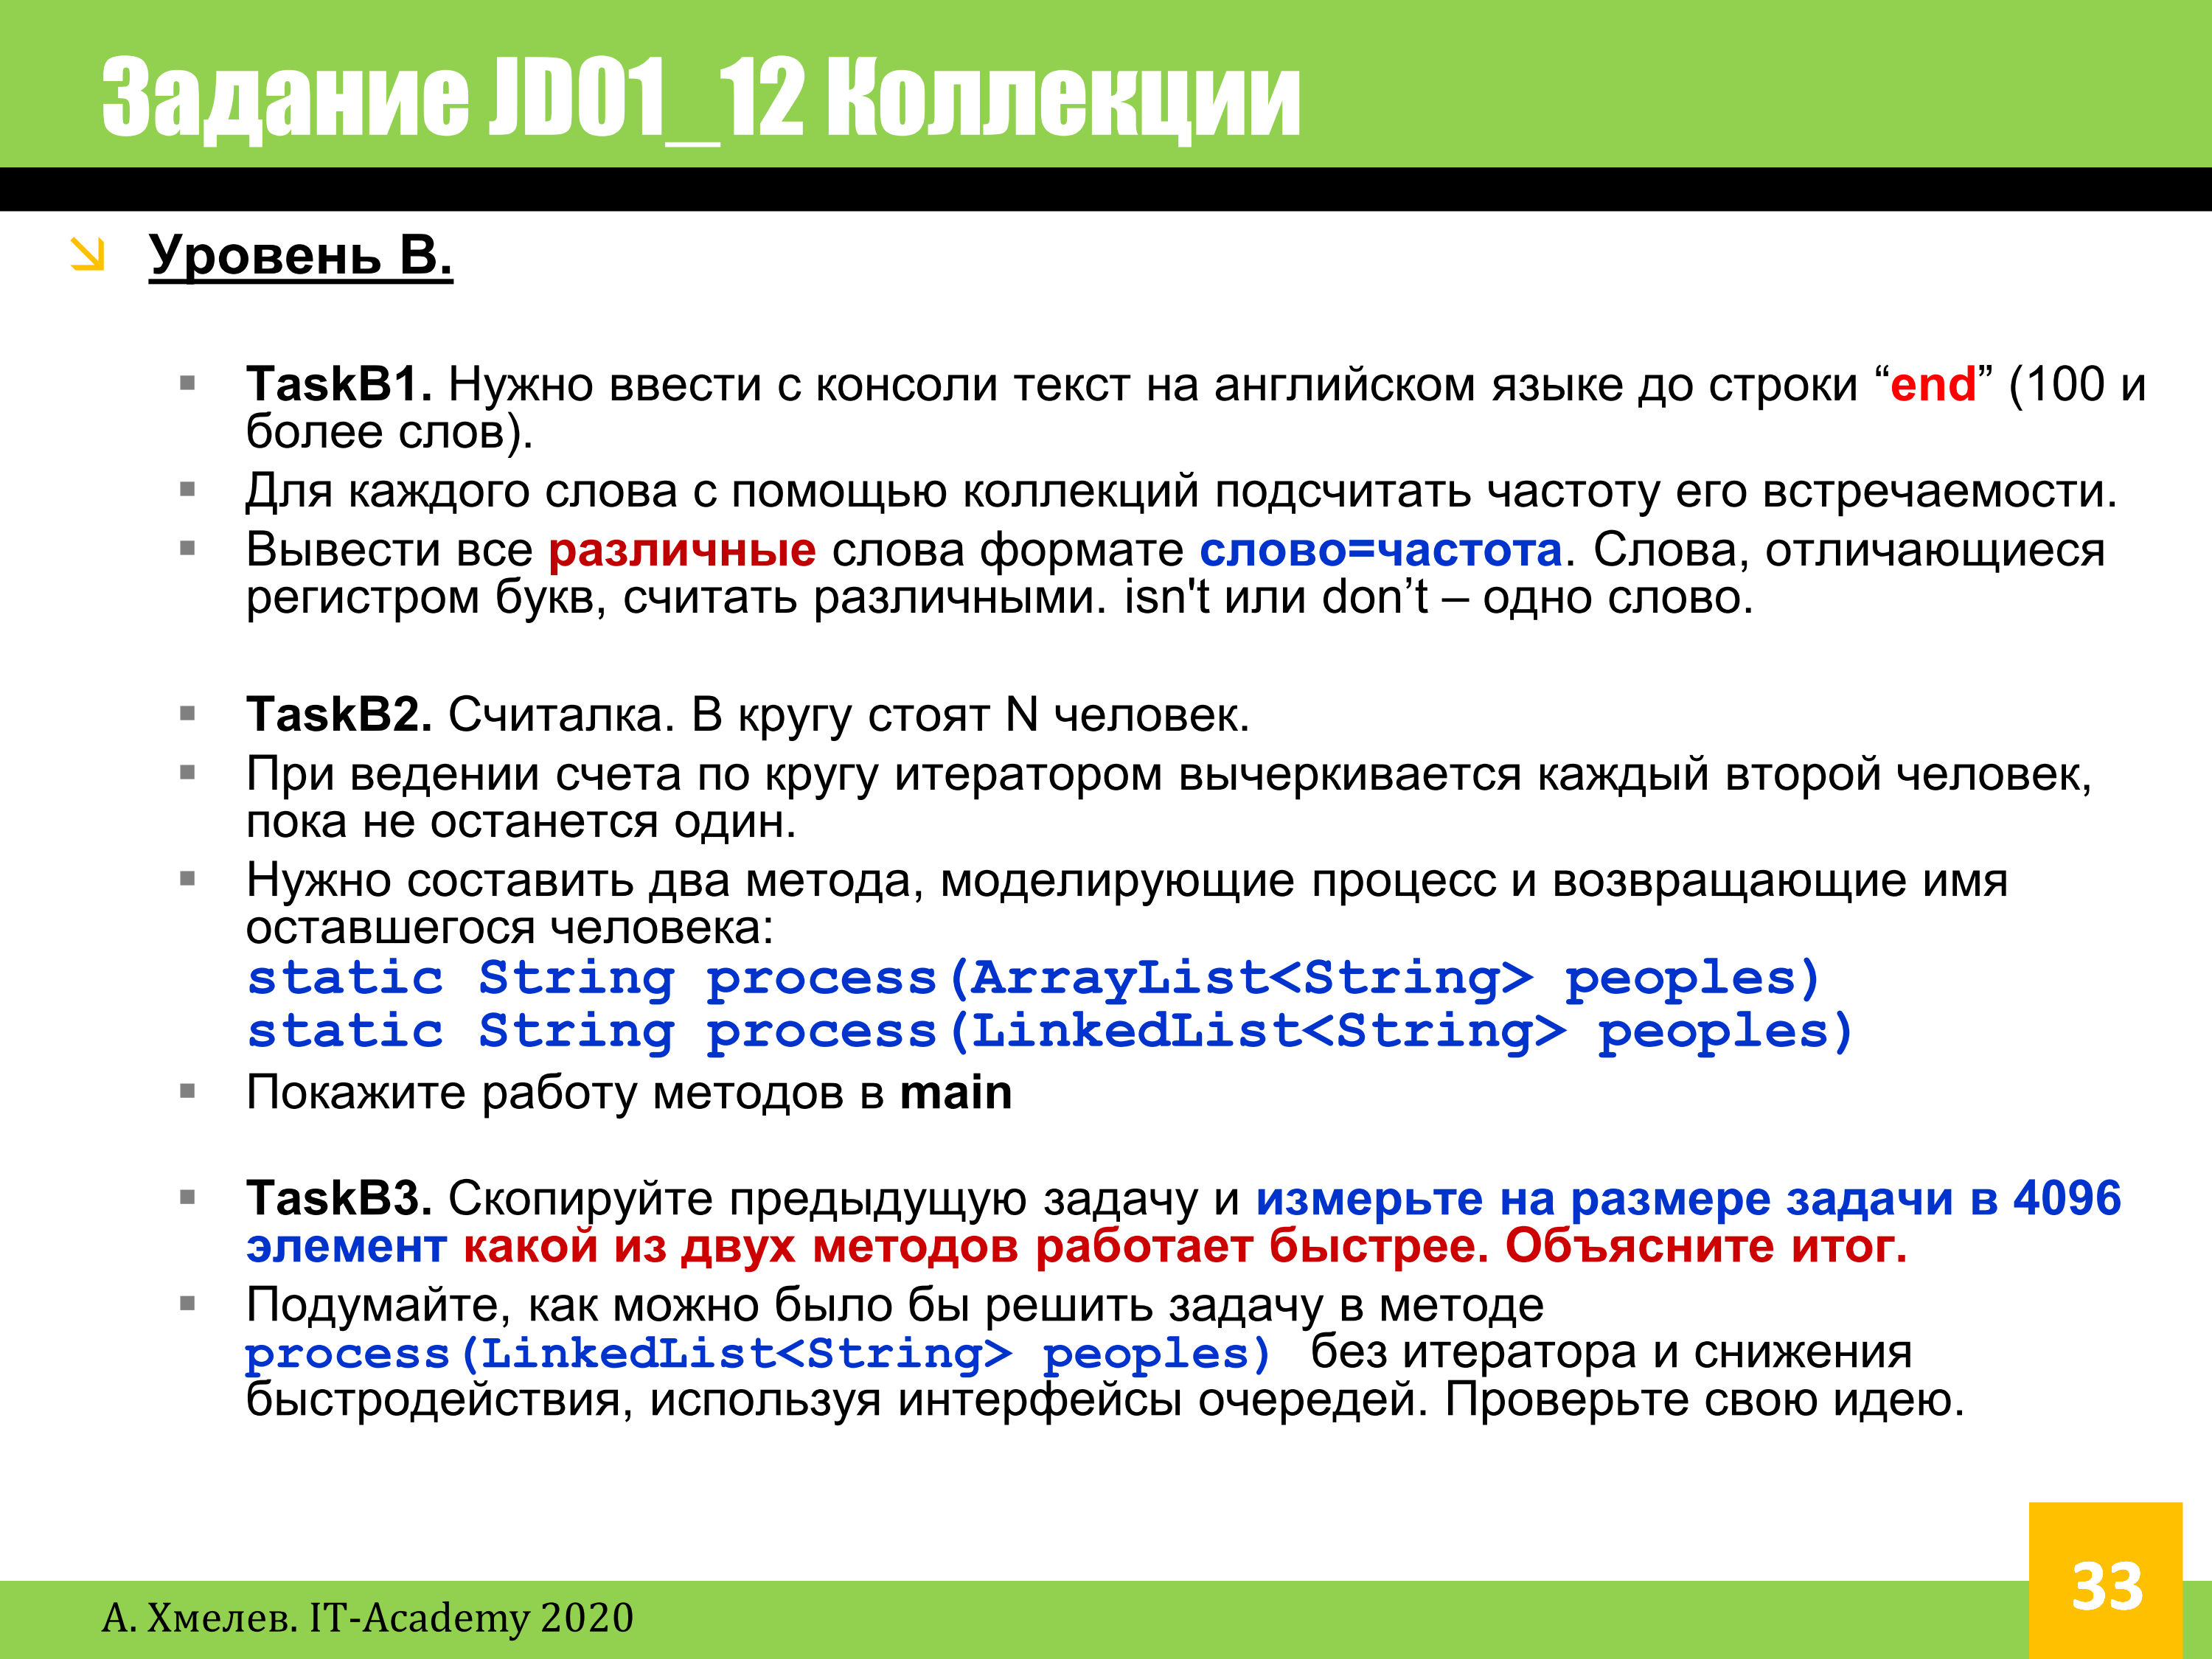 Задание JD01_12 Коллекции
Уровень B.
TaskB1. Нужно ввести с консоли текст на английском языке до строки “end” (100 и
более слов).
Для каждого слова с помощью коллекций подсчитать частоту его встречаемости.
Вывести все различные слова формате слово=частота. Слова, отличающиеся
регистром букв, считать различными. isn't или don’t – одно слово.
TaskB2. Считалка. В кругу стоят N человек.
При ведении счета по кругу итератором вычеркивается каждый второй человек,
пока не останется один.
Нужно составить два метода, моделирующие процесс и возвращающие имя
оставшегося человека:
static String process(ArrayList<String> peoples)
static String process(LinkedList<String> peoples)
Покажите работу методов в main
TaskB3. Скопируйте предыдущую задачу и измерьте на размере задачи в 4096
элемент какой из двух методов работает быстрее. Объясните итог.
Подумайте, как можно было бы решить задачу в методе
process(LinkedList<String> peoples) без итератора и снижения
быстродействия, используя интерфейсы очередей. Проверьте свою идею.
А. Хмелев. IT-Academy 2020
33